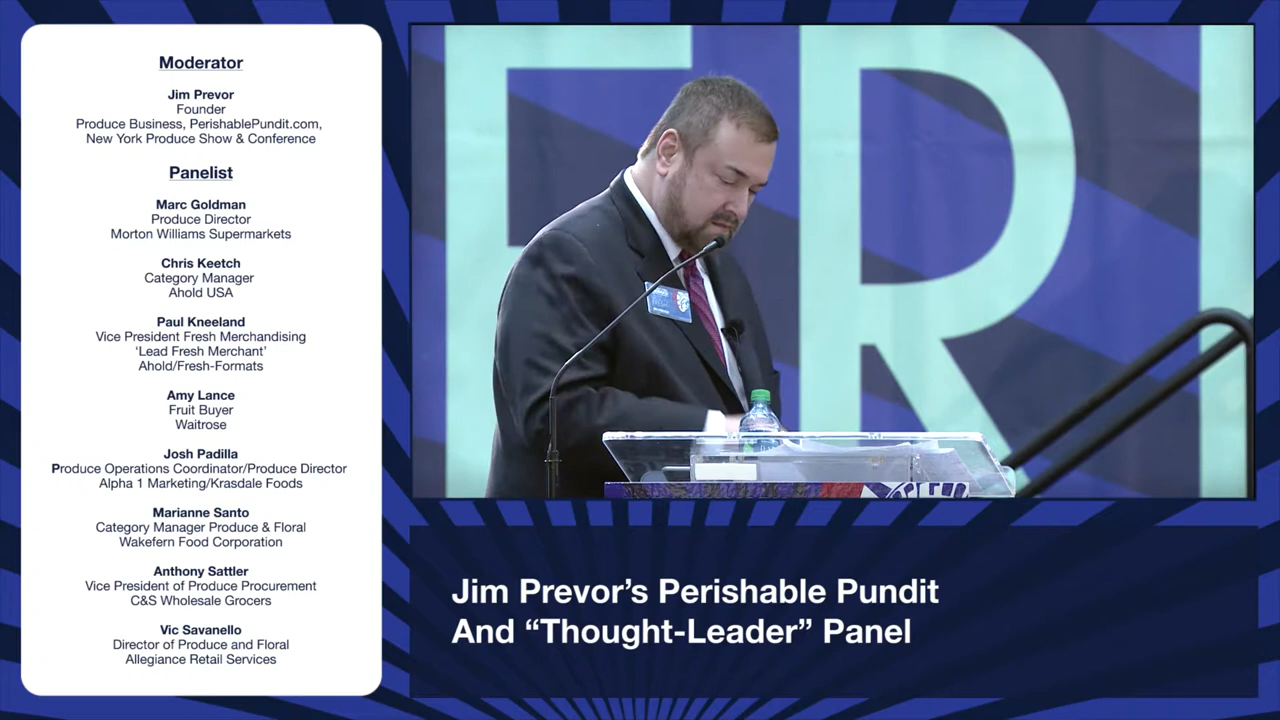 Moderator
Jim Prevor
Founder
Produce Business, PerishablePundit.com,
New York Produce Show & Conference
Panelist
Marc Goldman
Produce Director
Morton Williams Supermarkets
Chris Keetch
Category Manager
Ahold USA
Paul Kneeland
Vice President Fresh Merchandising
‘Lead Fresh Merchant’
Ahold/Fresh-Formats
Amy Lance
Fruit Buyer
Waitrose
Josh Padilla
Produce Operations Coordinator/Produce Director
Alpha 1 Marketing/Krasdale Foods
Marianne Santo
Category Manager Produce & Floral
Wakefern Food Corporation
Anthony Sattler
Vice President of Produce Procurement
C&S Wholesale Grocers
Vic Savanello
Director of Produce and Floral
Allegiance Retail Services
Jim Prevor’s Perishable Pundit
And “Thought-Leader” Panel